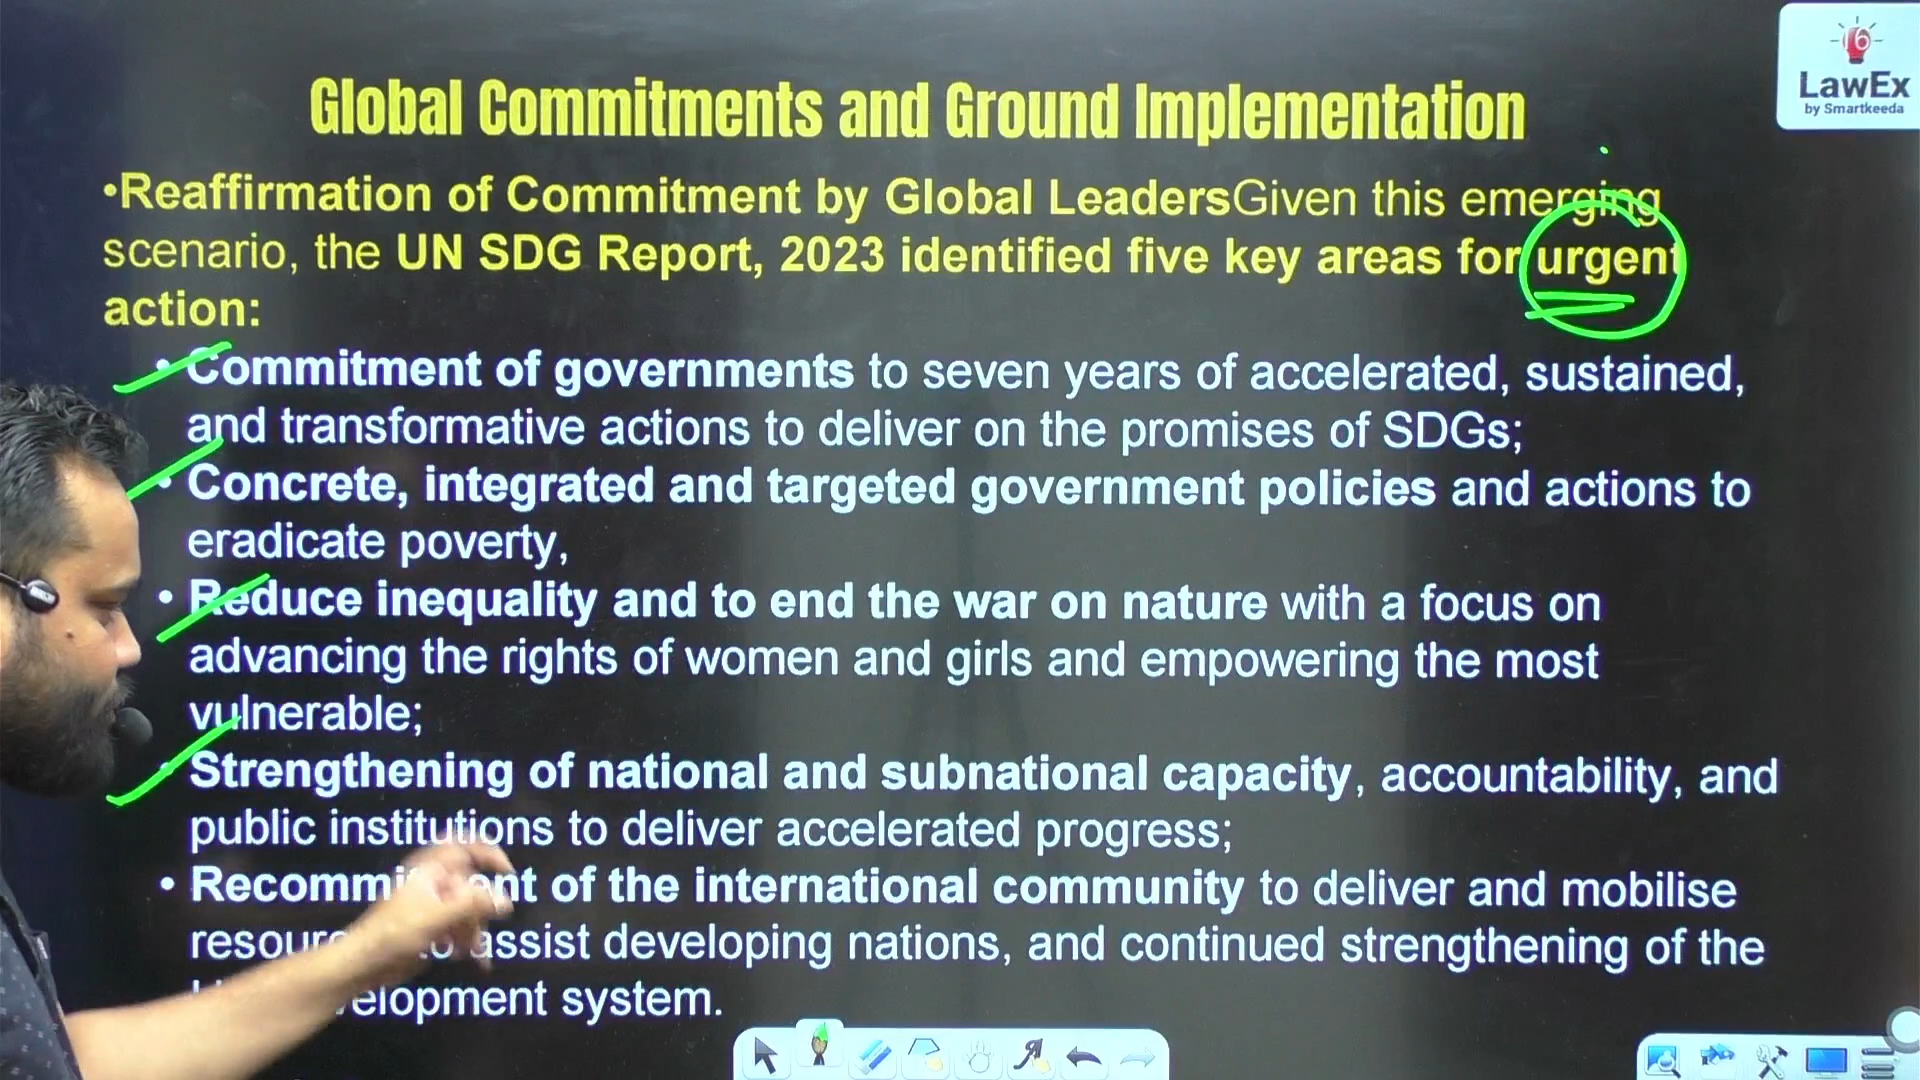 16
LawEx
by Smartkeeda
Global Commitments and Ground Implementation
•Reaffirmation of Commitment by Global LeadersGiven this emerging
scenario, the UN SDG Report, 2023 identified five key areas for urgent
action:
• Commitment of governments to seven years of accelerated, sustained,
and transformative actions to deliver on the promises of SDGs;
• Concrete, integrated and targeted government policies and actions to
eradicate poverty,
• Reduce inequality and to end the war on nature with a focus on
advancing the rights of women and girls and empowering the most
vulnerable;
• Strengthening of national and subnational capacity, accountability, and
public institutions to deliver accelerated progress;
• Recommitment of the international community to deliver and mobilise
to assist developing nations, and continued strengthening of the
system.